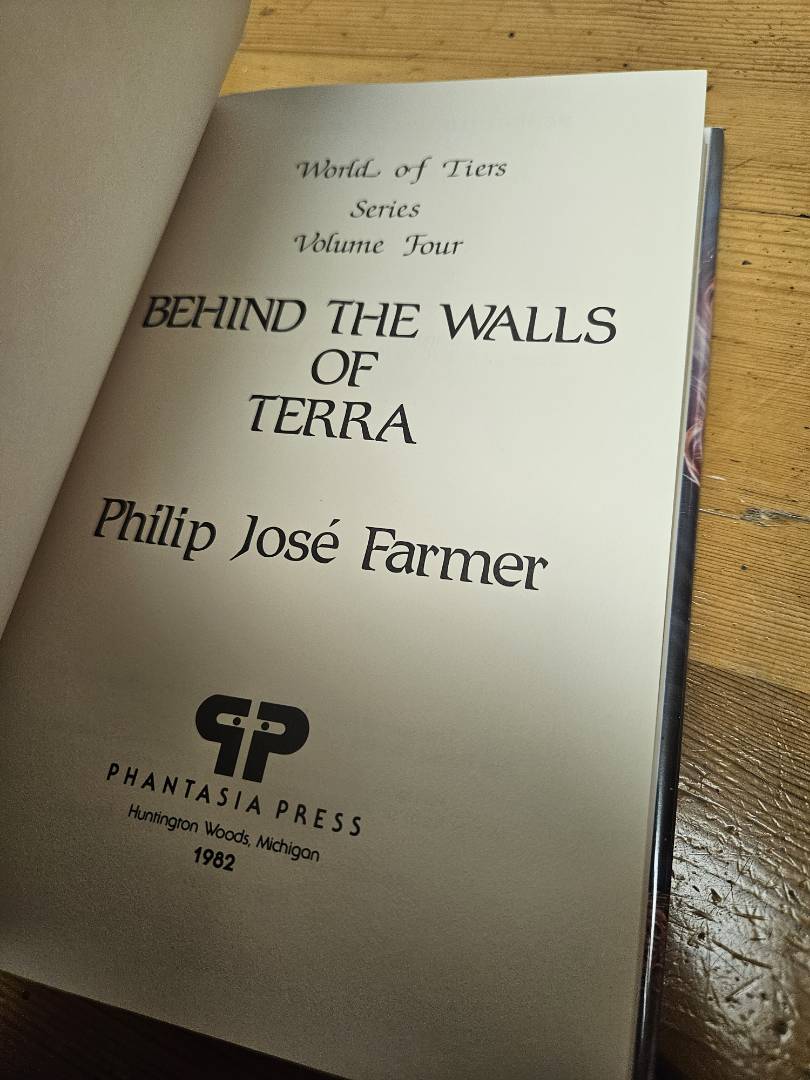 World of Tiers
Series
Volume Four
BEHIND THE WALLS
OF
TERRA
Philip José Farmer
PP
PHANTASIA PRESS
Huntington Woods, Michigan
1982